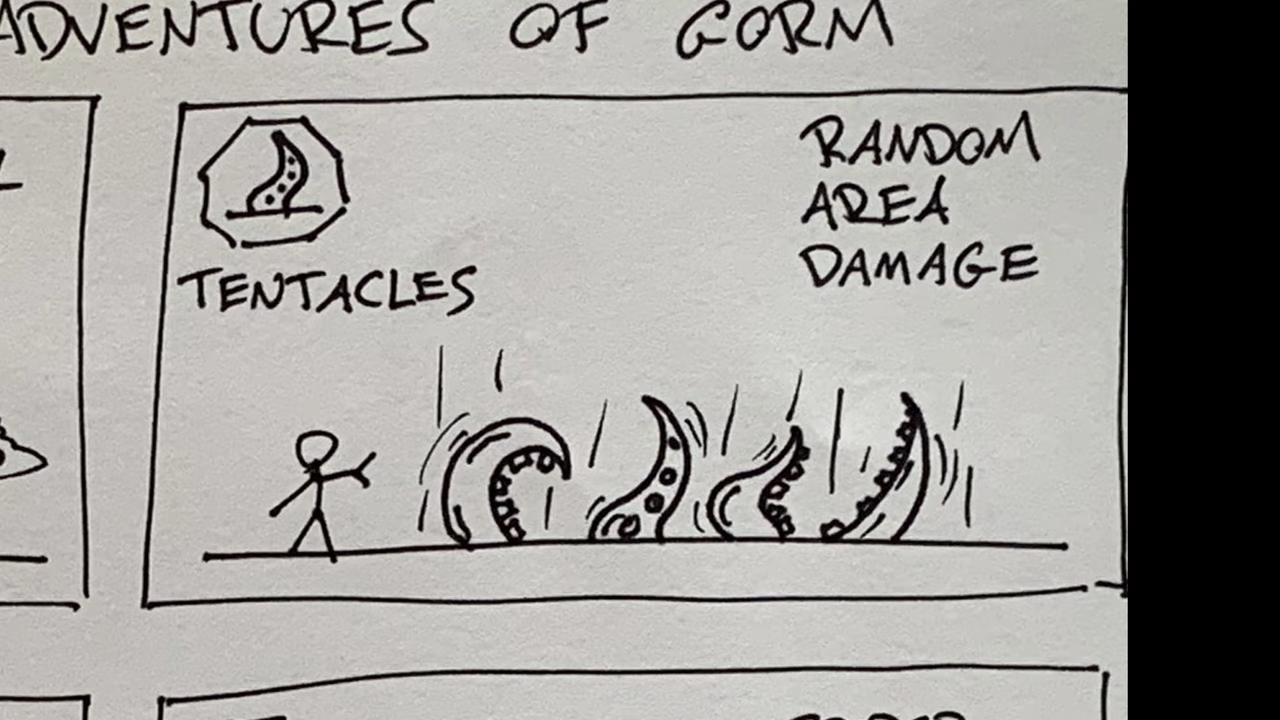 ADVENTURES OF GORM
TENTACLES
RANDOM
AREA
DAMAGE